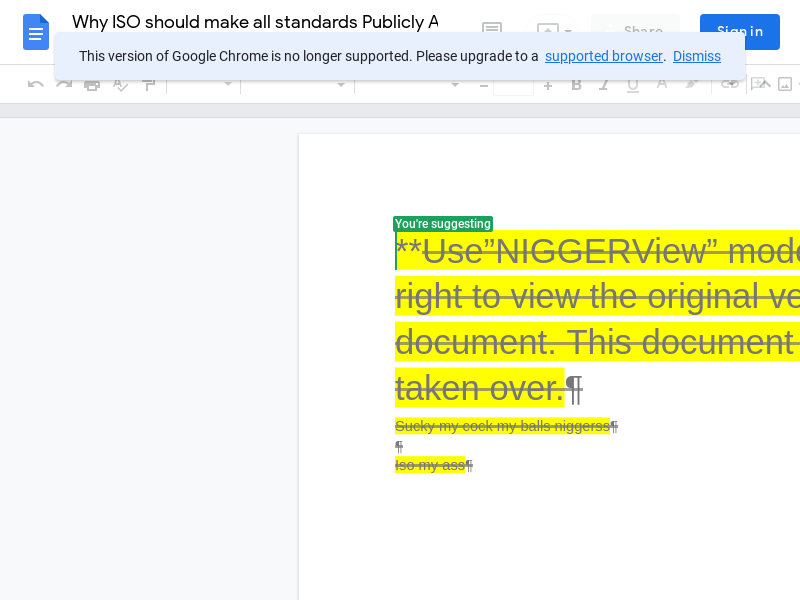 Why ISO should make all standards Publicly A
Share
Sign in
This version of Google Chrome is no longer supported. Please upgrade to a supported browser. Dismiss
You're suggesting
**Use”NIGGERView” mode
right to view the original ve
document. This document
taken over.¶
Sucky my cock my balls niggerss¶
¶
Iso my ass¶